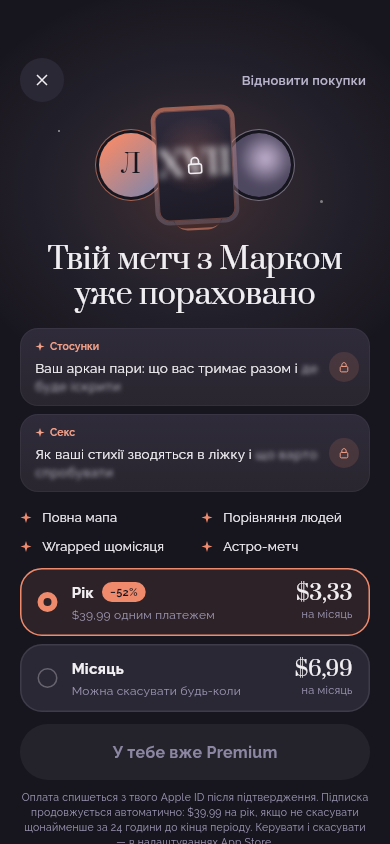 Відновити покупки
Л
XVII
Твій метч з Марком
уже пораховано
Стосунки
Ваш аркан пари: що вас тримає разом і
Секс
Як ваші стихії зводяться в ліжку і
Повна мапа
Порівняння людей
Wrapped щомісяця
Астро-метч
Рік
−52%
$3,33
$39,99 одним платежем
на місяць
Місяць
$6,99
Можна скасувати будь-коли
на місяць
У тебе вже Premium
Оплата спишеться з твого Apple ID після підтвердження. Підписка
продовжується автоматично: $39,99 на рік, якщо не скасувати
щонайменше за 24 години до кінця періоду. Керувати і скасувати
— в налаштуваннях App Store.